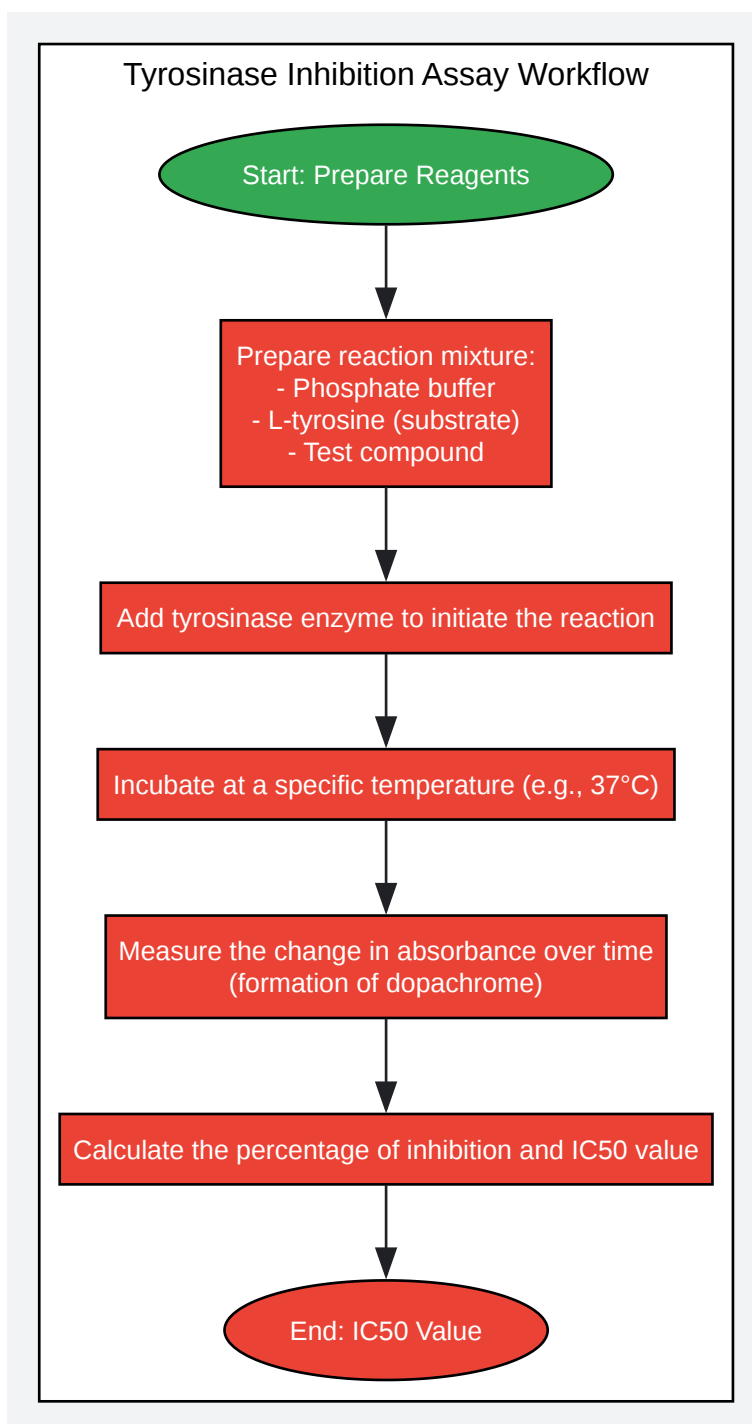 Tyrosinase Inhibition Assay Workflow
Start: Prepare Reagents
Prepare reaction mixture:
- Phosphate buffer
- L-tyrosine (substrate)
- Test compound
Add tyrosinase enzyme to initiate the reaction
Incubate at a specific temperature (e.g., 37°C)
Measure the change in absorbance over time
(formation of dopachrome)
Calculate the percentage of inhibition and IC50 value
End: IC50 Value